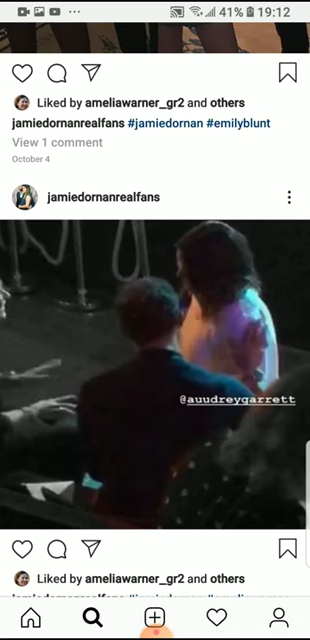 41% 19:12
Liked by ameliawarner_gr2 and others
jamiedornanrealfans #jamiedornan #emilyblunt
View 1 comment
October 4
jamiedornanrealfans
@auudreygarrett
Liked by ameliawarner_gr2 and others